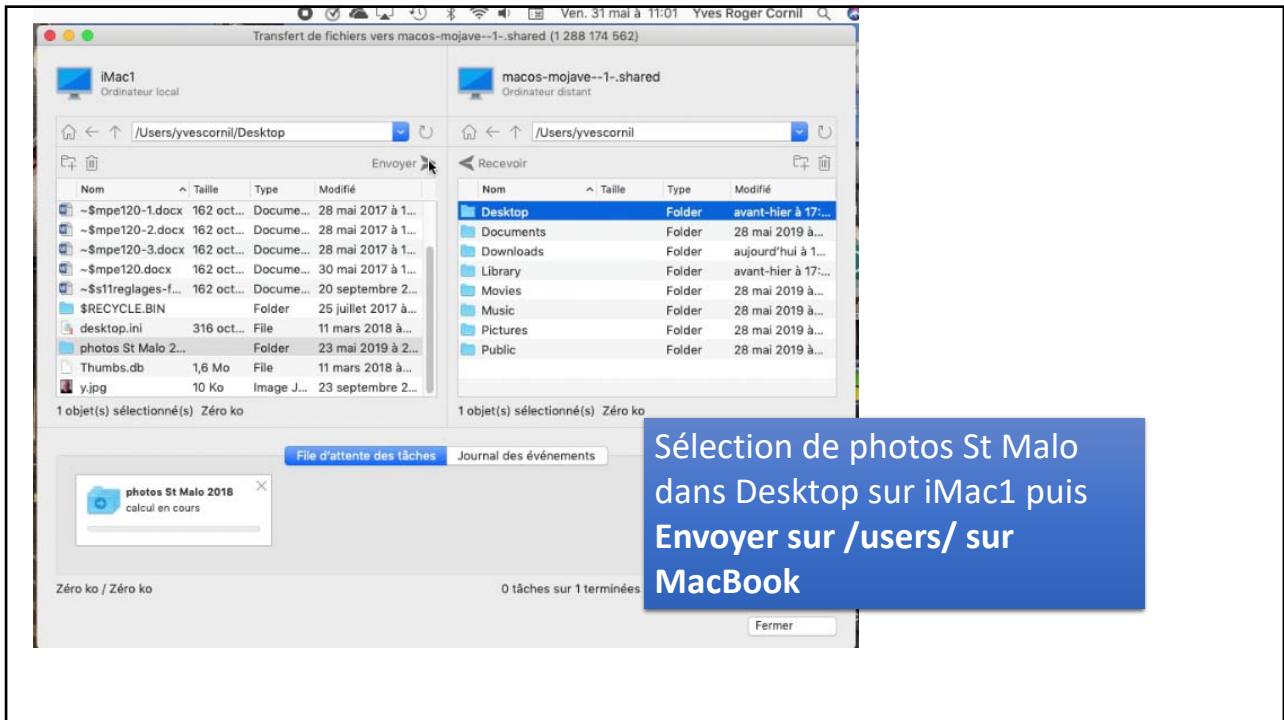 Ven. 31 mai à 11:01 Yves Roger Cornil
Transfert de fichiers vers macos-mojave--1-.shared (1 288 174 562)
iMac1
Ordinateur local
macos-mojave--1-.shared
Ordinateur distant
/Users/yvescornil/Desktop
/Users/yvescornil
Envoyer
Recevoir
Nom Taille Type Modifié
~$mpe120-1.docx 162 oct... Docume... 28 mai 2017 à 1...
~$mpe120-2.docx 162 oct... Docume... 28 mai 2017 à 1...
~$mpe120-3.docx 162 oct... Docume... 28 mai 2017 à 1...
~$mpe120.docx 162 oct... Docume... 30 mai 2017 à 1...
~$s11reglages-f... 162 oct... Docume... 20 septembre 2...
$RECYCLE.BIN Folder 25 juillet 2017 à...
desktop.ini 316 oct... File 11 mars 2018 à...
photos St Malo 2... Folder 23 mai 2019 à 2...
Thumbs.db 1,6 Mo File 11 mars 2018 à...
y.jpg 10 Ko Image J... 23 septembre 2...
1 objet(s) sélectionné(s) Zéro ko
Nom Taille Type Modifié
Desktop Folder avant-hier à 17:...
Documents Folder 28 mai 2019 à...
Downloads Folder aujourd'hui à 1...
Library Folder avant-hier à 17:...
Movies Folder 28 mai 2019 à...
Music Folder 28 mai 2019 à...
Pictures Folder 28 mai 2019 à...
Public Folder 28 mai 2019 à...
1 objet(s) sélectionné(s) Zéro ko
File d'attente des tâches Journal des événements
photos St Malo 2018
calcul en cours
Zéro ko / Zéro ko
0 tâches sur 1 terminées
Fermer
Sélection de photos St Malo
dans Desktop sur iMac1 puis
Envoyer sur /users/ sur
MacBook